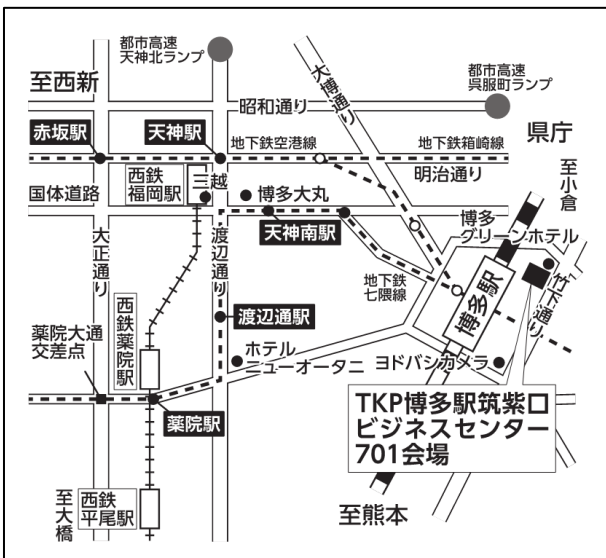 都市高速
天神北ランプ
都市高速
呉服町ランプ
至西新
昭和通り
大博通り
県庁
赤坂駅
天神駅
地下鉄空港線
地下鉄箱崎線
明治通り
至小倉
西鉄
福岡駅
三越
国体道路
博多大丸
天神南駅
博多
グリーンホテル
大正通り
渡辺通り
地下鉄
七隈線
博多駅
竹下通り
西鉄薬院駅
渡辺通駅
薬院大通
交差点
ホテル
ニューオータニ
ヨドバシカメラ
薬院駅
TKP博多駅筑紫口
ビジネスセンター
701会場
至大橋
西鉄
平尾駅
至熊本